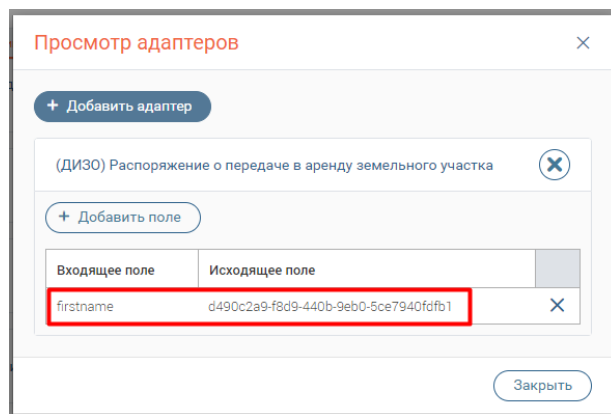 Просмотр адаптеров
+ Добавить адаптер
(ДИЗО) Распоряжение о передаче в аренду земельного участка
+ Добавить поле
Входящее поле Исходящее поле
firstname d490c2a9-f8d9-440b-9eb0-5ce7940fdfb1
Закрыть